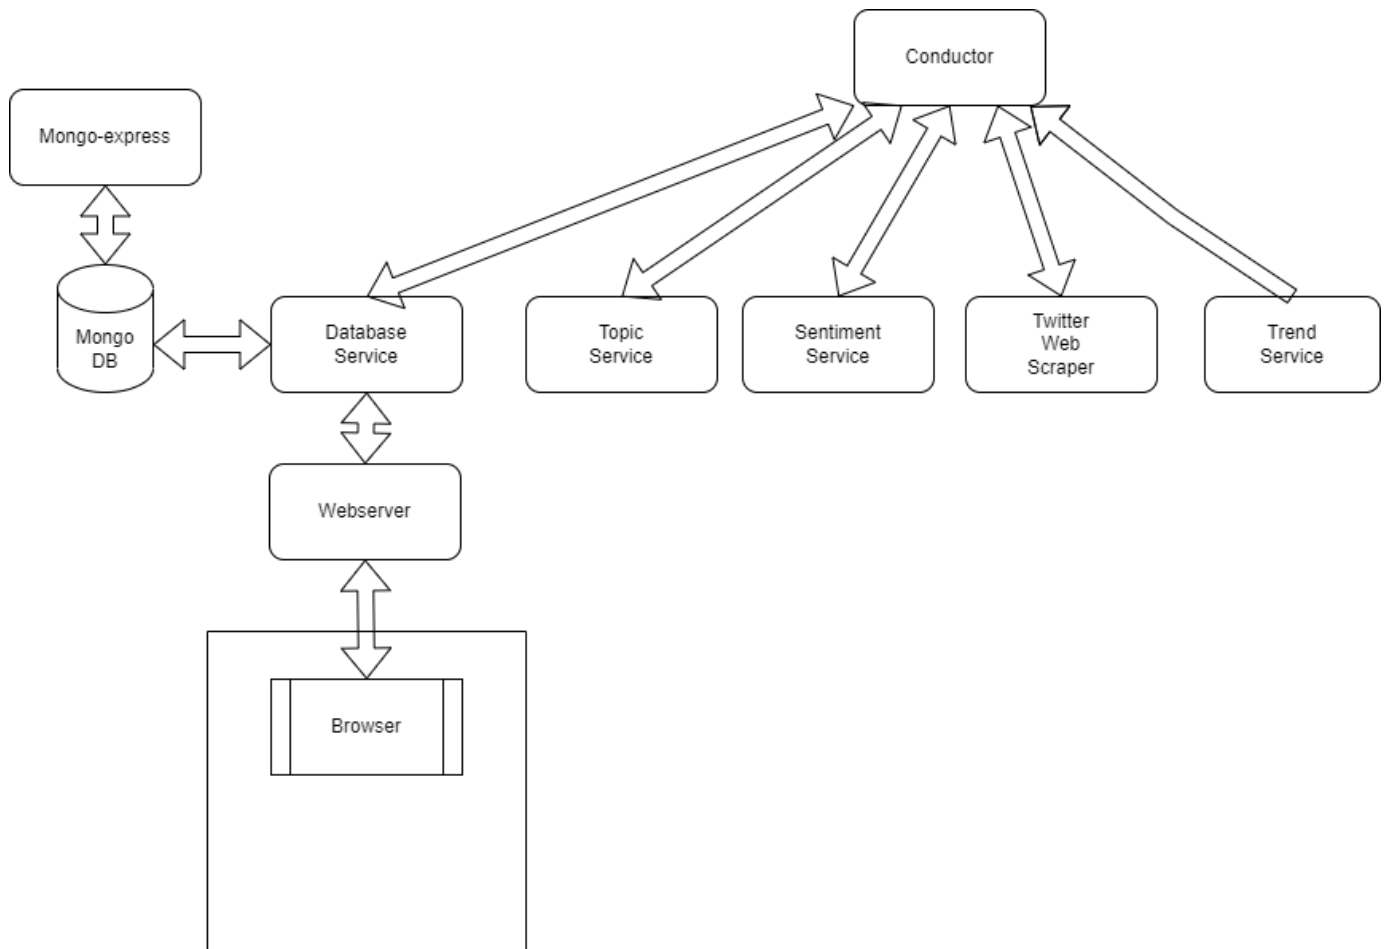 Conductor
Mongo-express
Mongo
DB
Database
Service
Topic
Service
Sentiment
Service
Twitter
Web
Scraper
Trend
Service
Webserver
Browser